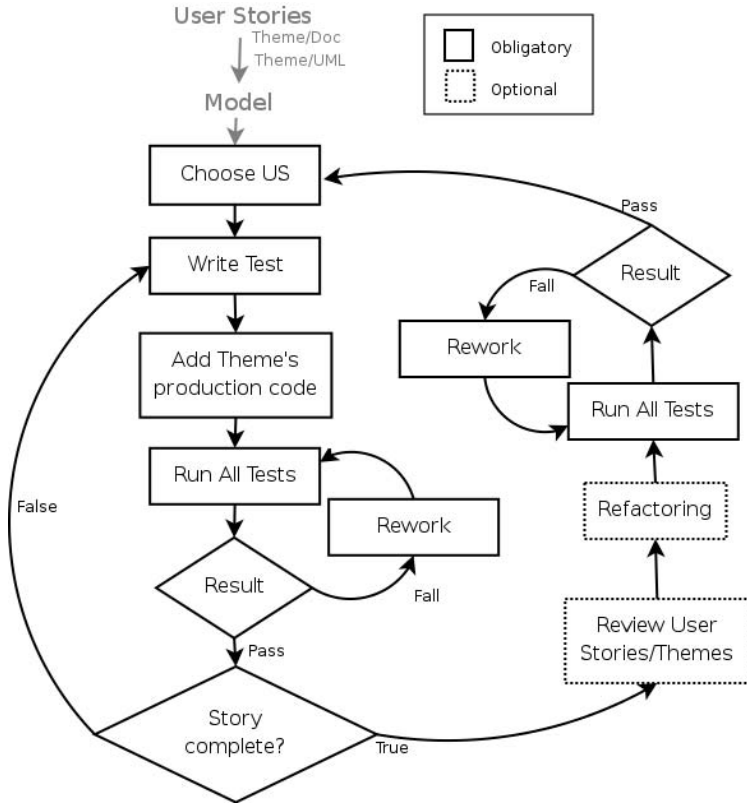 User Stories
Theme/Doc
Theme/UML
Model
Obligatory
Optional
Choose US
Write Test
Add Theme's
production code
Run All Tests
Rework
Result
Fall
Pass
Story
complete?
False
True
Review User
Stories/Themes
Refactoring
Run All Tests
Rework
Result
Fall
Pass